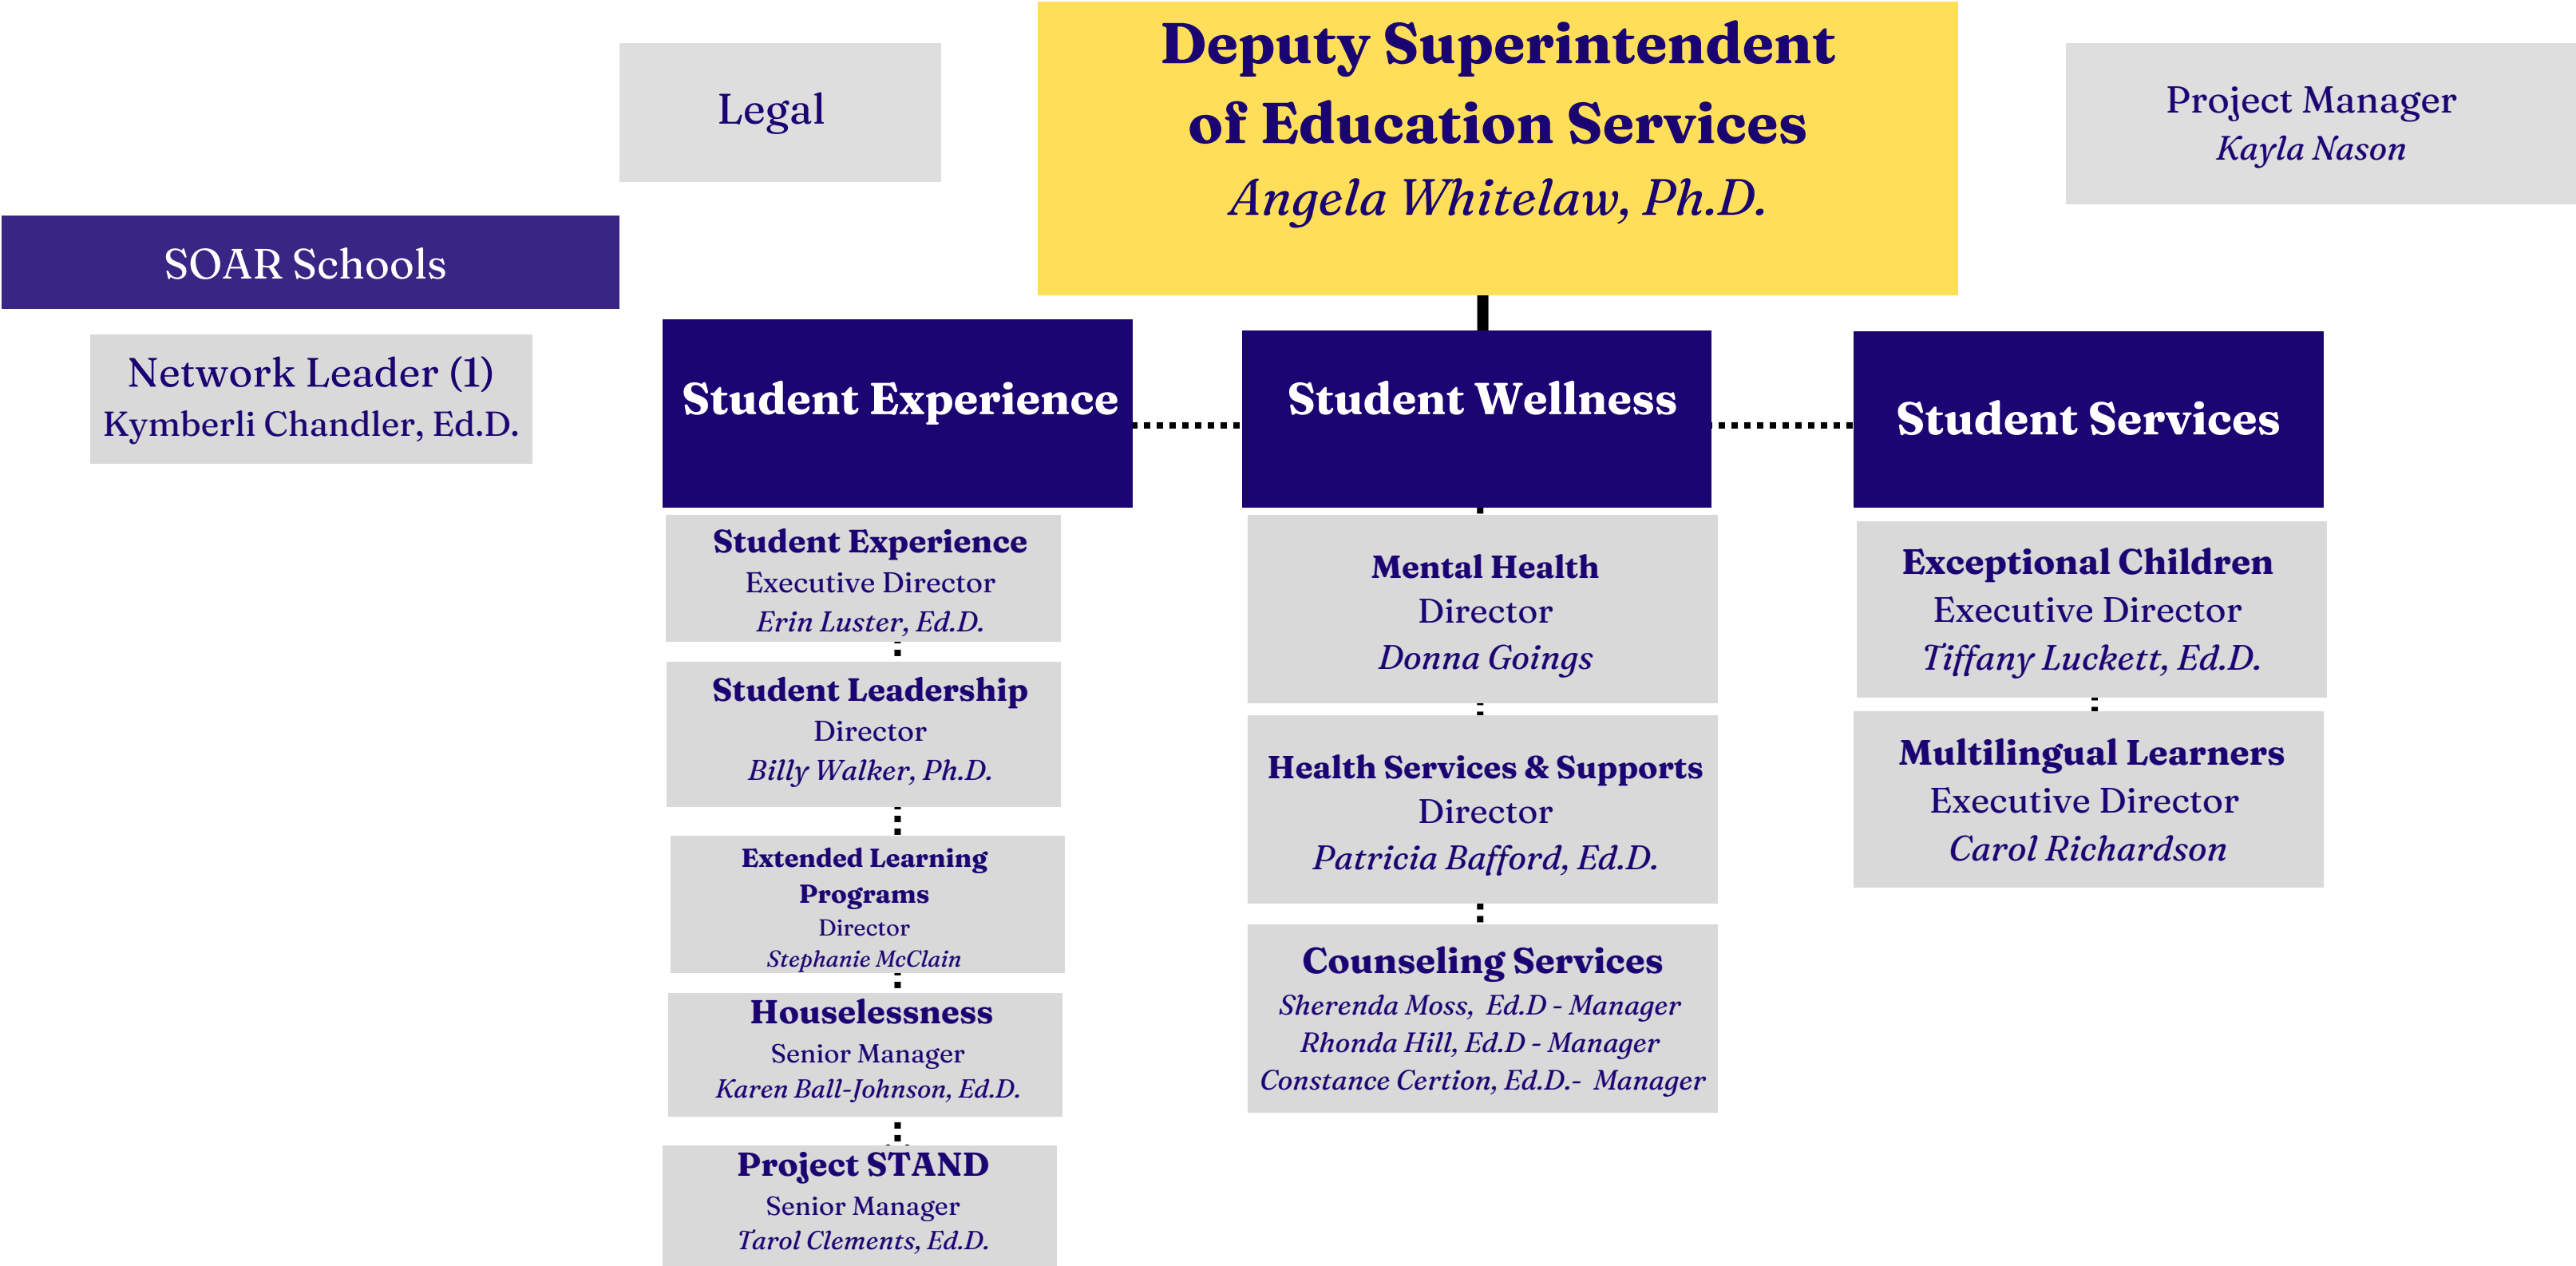 Deputy Superintendent
of Education Services
Angela Whitelaw, Ph.D.
Legal
Project Manager
Kayla Nason
SOAR Schools
Network Leader (1)
Kymberli Chandler, Ed.D.
Student Experience
Student Experience
Executive Director
Erin Luster, Ed.D.
Student Leadership
Director
Billy Walker, Ph.D.
Extended Learning
Programs
Director
Stephanie McClain
Houselessness
Senior Manager
Karen Ball-Johnson, Ed.D.
Project STAND
Senior Manager
Tarol Clements, Ed.D.
Student Wellness
Mental Health
Director
Donna Goings
Health Services & Supports
Director
Patricia Bafford, Ed.D.
Counseling Services
Sherenda Moss,  Ed.D - Manager
Rhonda Hill, Ed.D - Manager
Constance Certion, Ed.D.-  Manager
Student Services
Exceptional Children
Executive Director
Tiffany Luckett, Ed.D.
Multilingual Learners
Executive Director
Carol Richardson